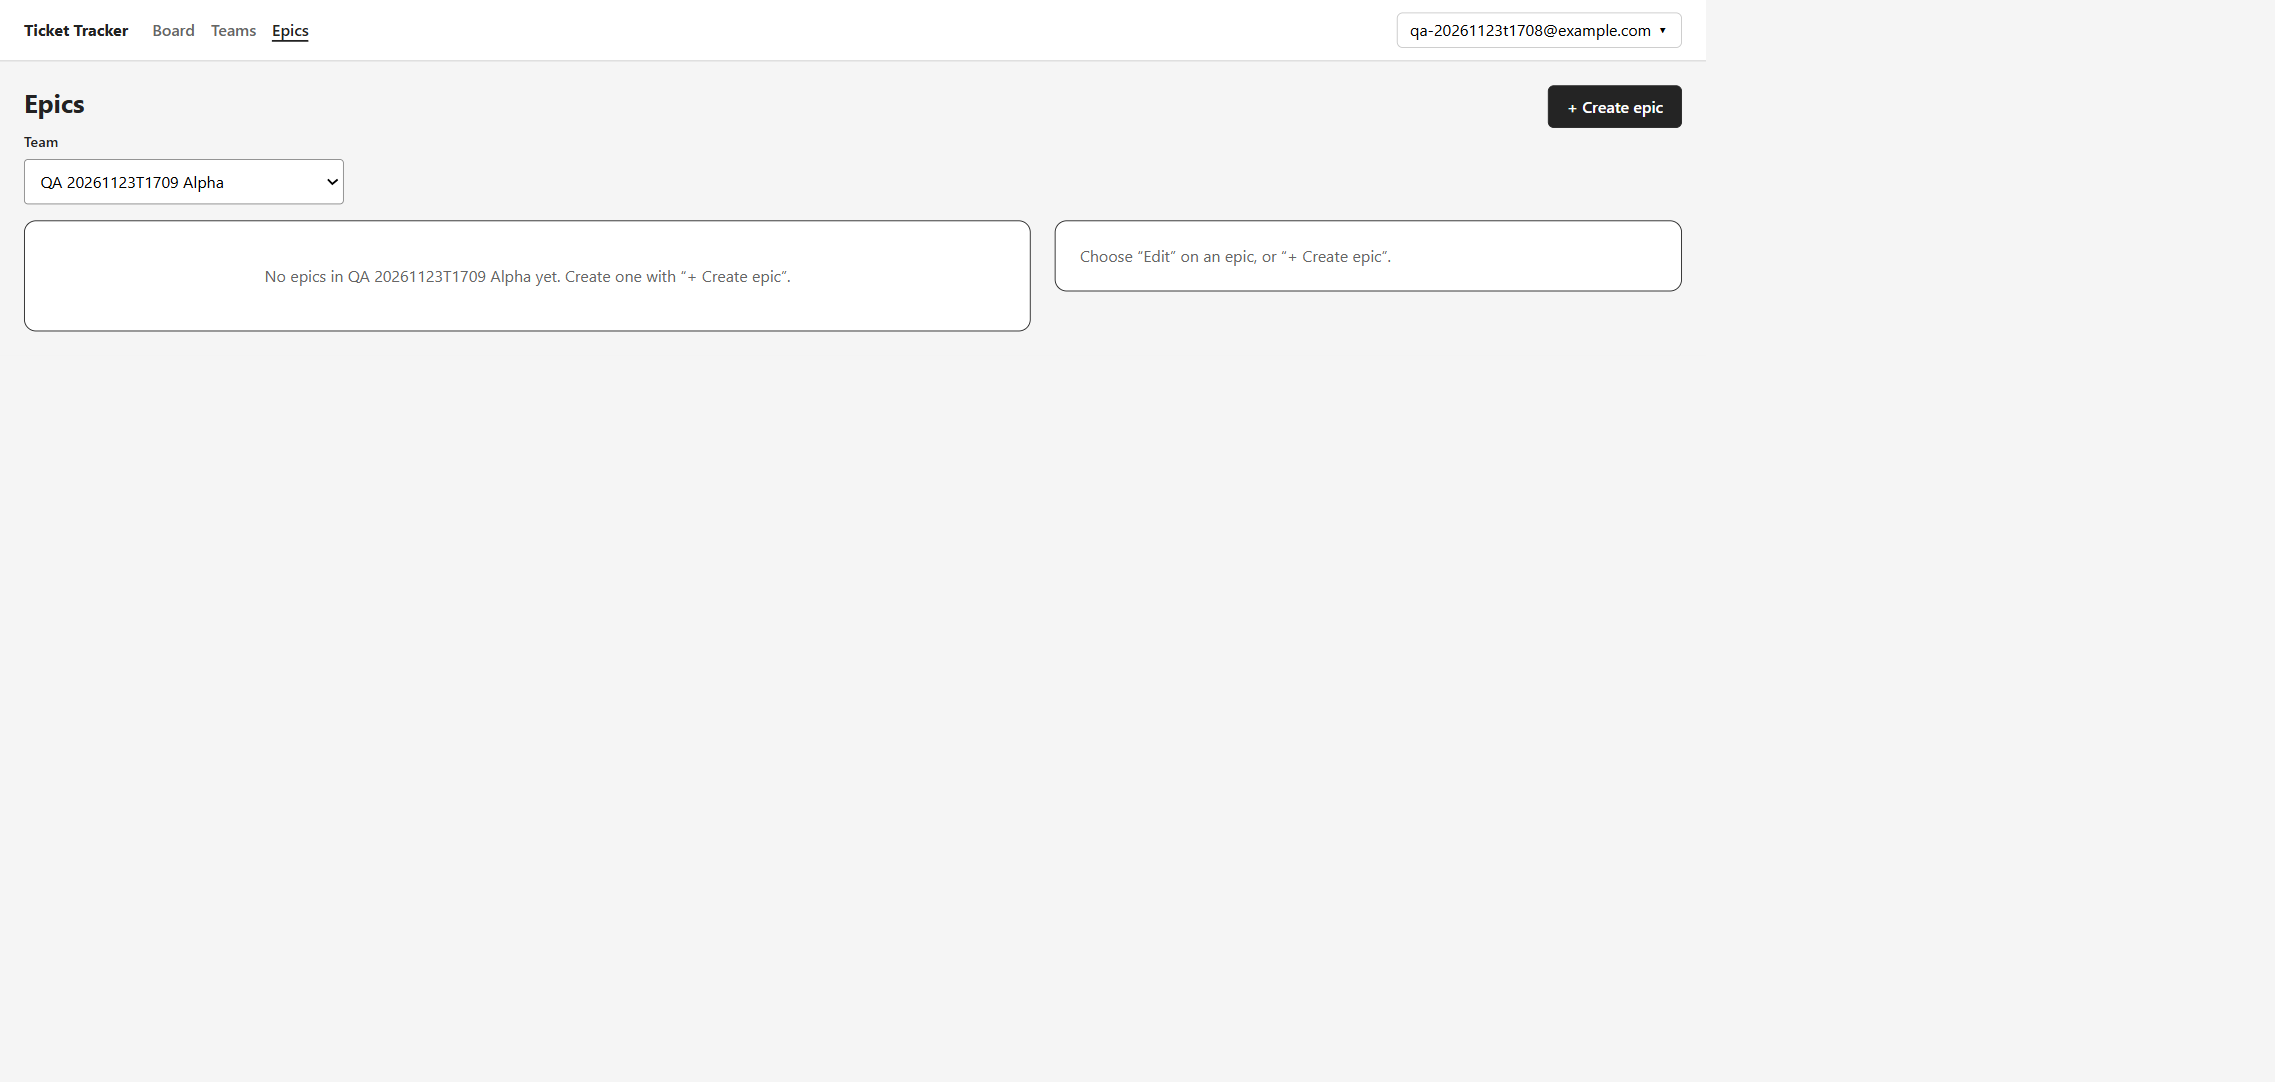 Ticket Tracker Board Teams Epics qa-20261123t1708@example.com ▼
Epics
+ Create epic
Team
QA 20261123T1709 Alpha
No epics in QA 20261123T1709 Alpha yet. Create one with “+ Create epic”.
Choose “Edit” on an epic, or “+ Create epic”.